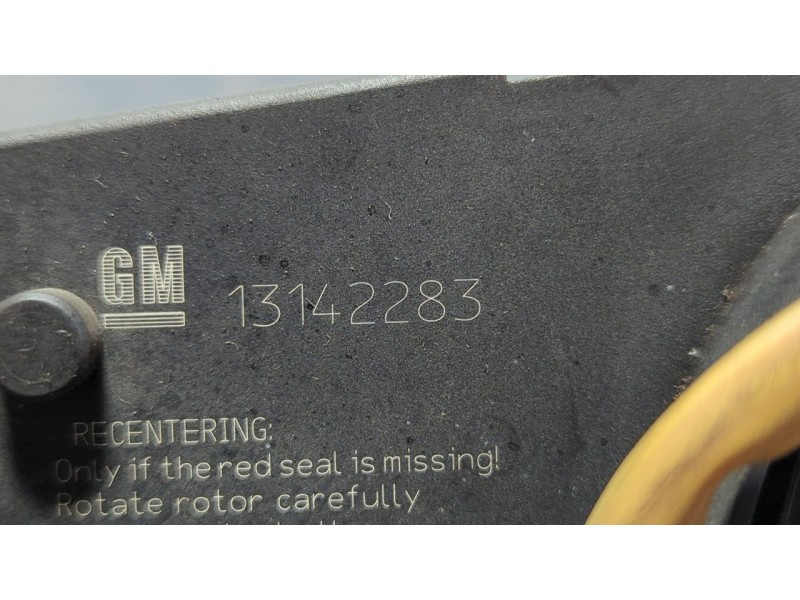 GM 13142283
RECENTERING:
Only if the red seal is missing!
Rotate rotor carefully